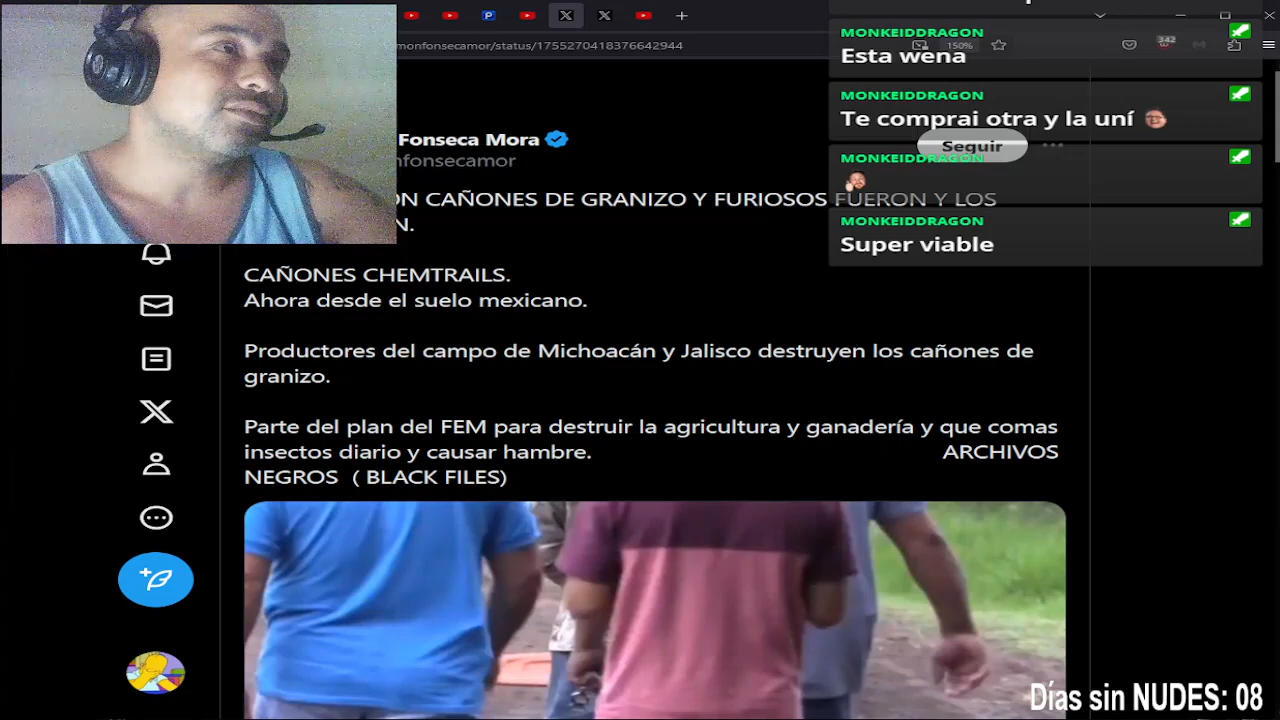 monfonsecamor/status/1755270418376642944
150%
342
Fonseca Mora
nfonsecamor
Seguir
ON CAÑONES DE GRANIZO Y FURIOSOS FUERON Y LOS
N.
CAÑONES CHEMTRAILS.
Ahora desde el suelo mexicano.
Productores del campo de Michoacán y Jalisco destruyen los cañones de
granizo.
Parte del plan del FEM para destruir la agricultura y ganadería y que comas
insectos diario y causar hambre. ARCHIVOS
NEGROS ( BLACK FILES)
MONKEIDDRAGON
Esta wena
MONKEIDDRAGON
Te comprai otra y la uní
MONKEIDDRAGON
MONKEIDDRAGON
Super viable
Días sin NUDES: 08